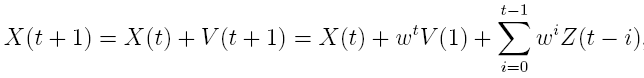 X(t + 1) = X(t) + V(t + 1) = X(t) + w^t V(1) + \sum_{i=0}^{t-1} w^i Z(t − i).